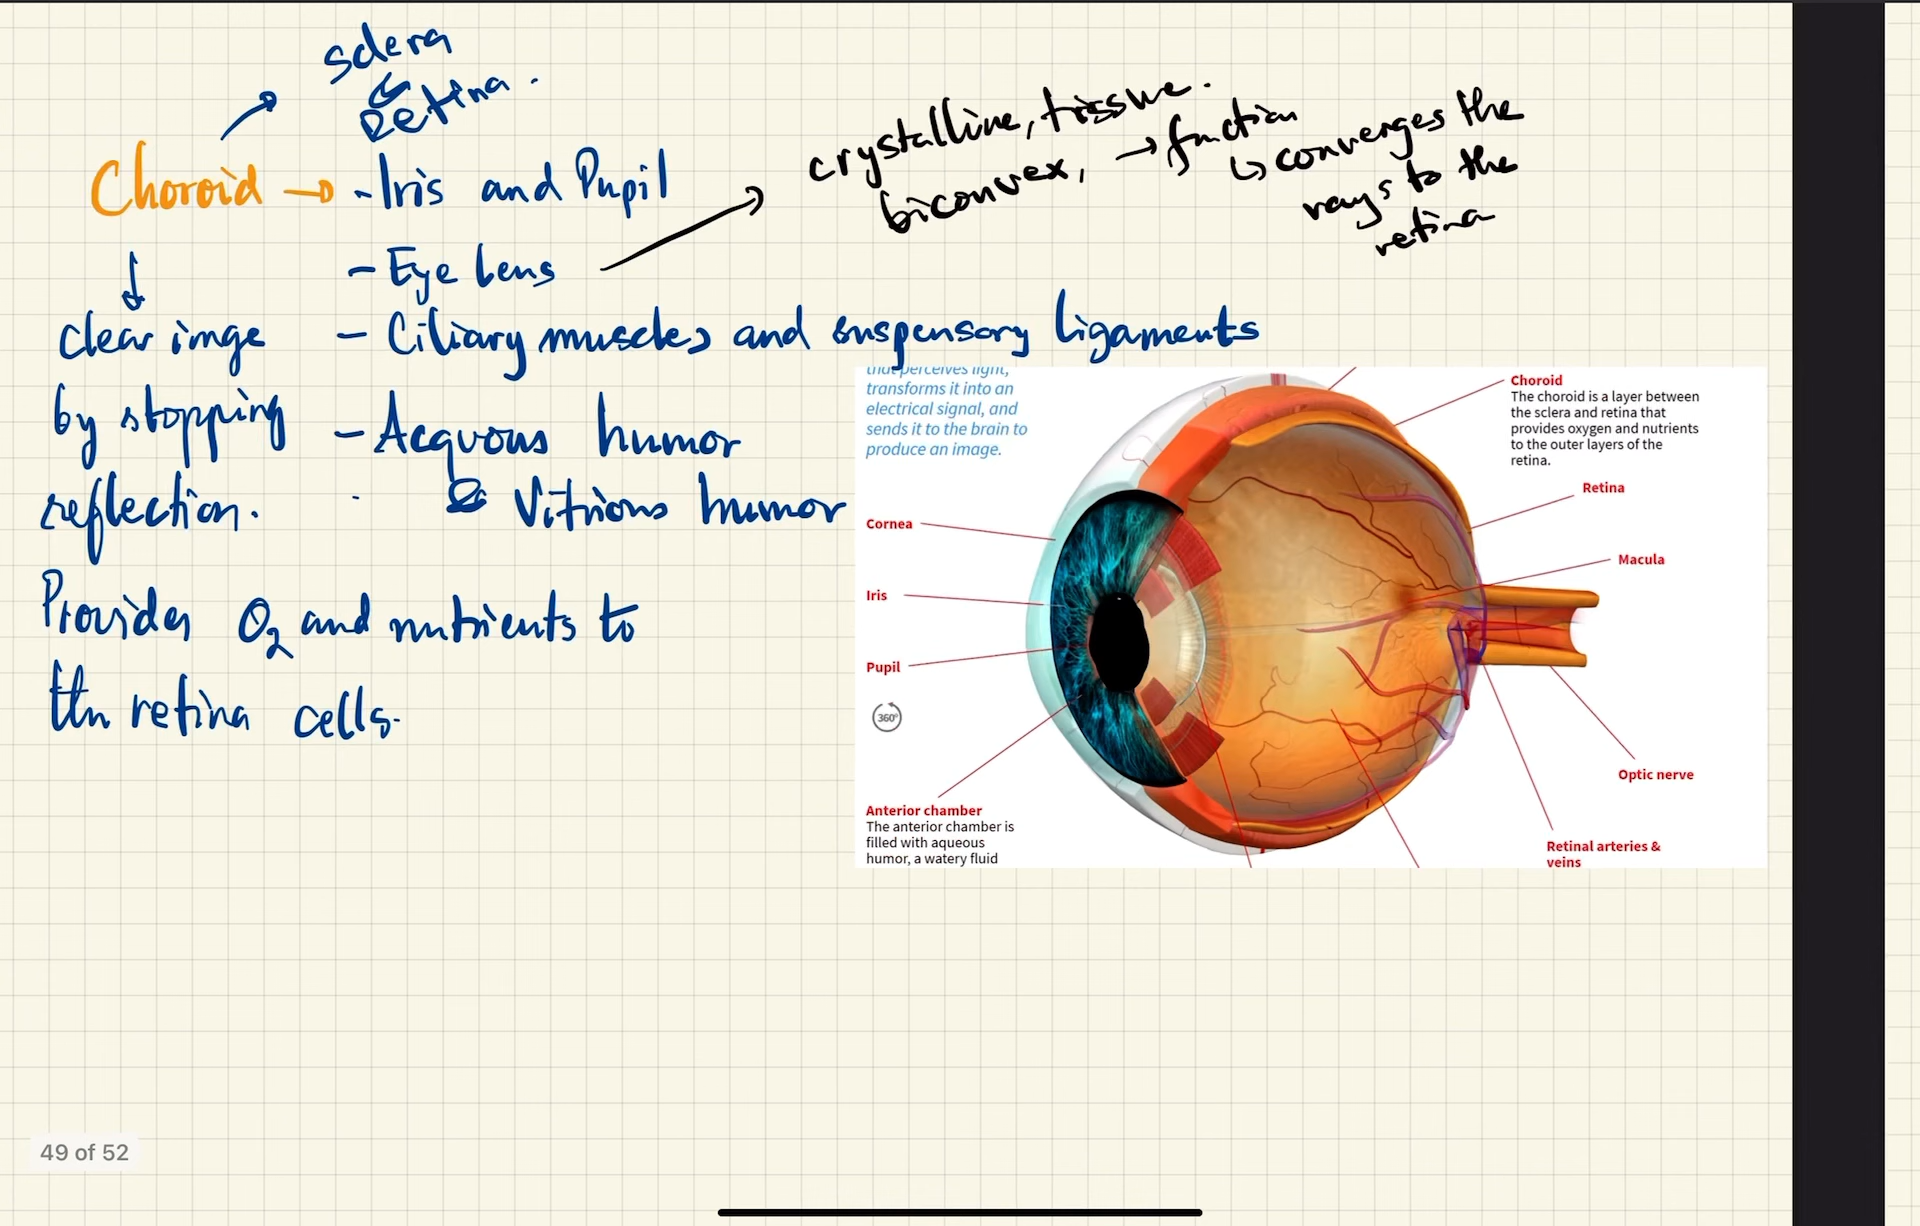 sclera
& Retina.
Choroid → - Iris and Pupil
- Eye lens
crystalline, tissue.
biconvex, → function
↳ converges the
rays to the
retina
- Ciliary muscles and suspensory ligaments
clear imge
by stopping
reflection.
- Acquous humor
& Vitrious humor
Provides O₂ and nutrients to
the retina cells.
that perceives light,
transforms it into an
electrical signal, and
sends it to the brain to
produce an image.
Choroid
The choroid is a layer between
the sclera and retina that
provides oxygen and nutrients
to the outer layers of the
retina.
Retina
Macula
Cornea
Iris
Pupil
360°
Anterior chamber
The anterior chamber is
filled with aqueous
humor, a watery fluid
Optic nerve
Retinal arteries &
veins
49 of 52